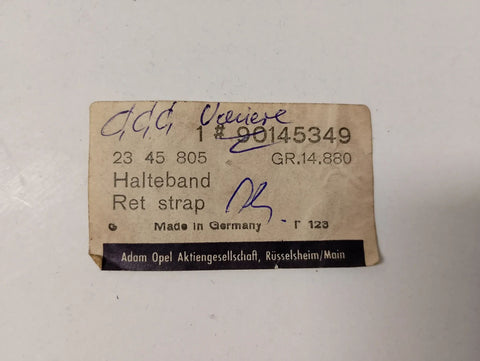 1 # 90145349
23 45 805 GR.14.880
Halteband
Ret strap
G Made in Germany T 123
Adam Opel Aktiengesellschaft, Rüsselsheim/Main